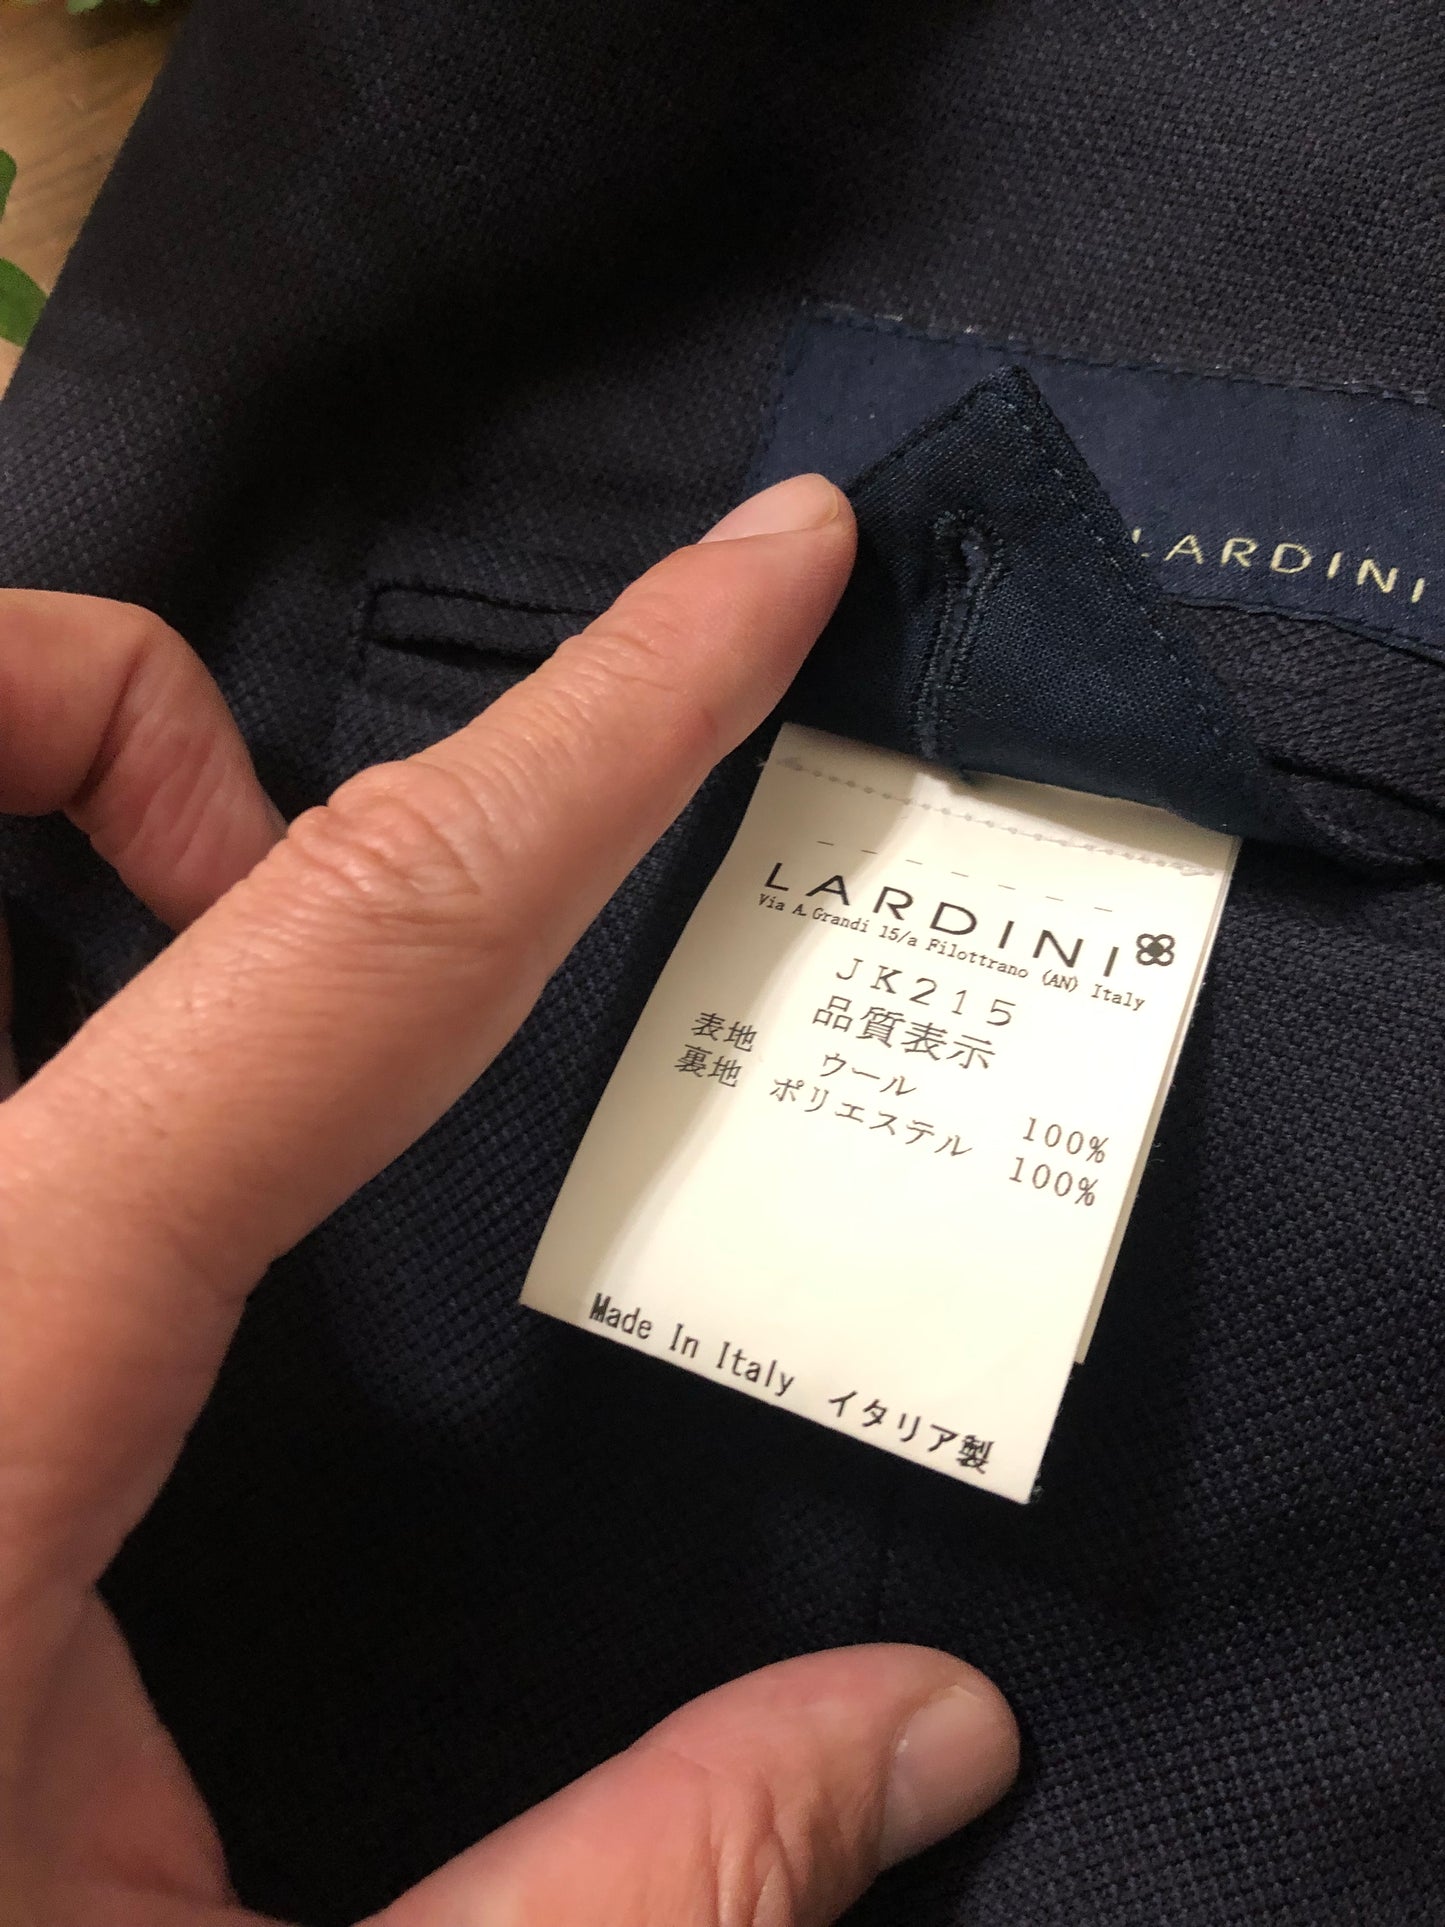 LARDINI
LARDINI
Via A.Grandi 15/a Filottrano (AN) Italy
JK215
品質表示
表地 ウール 100%
裏地 ポリエステル 100%
Made In Italy イタリア製